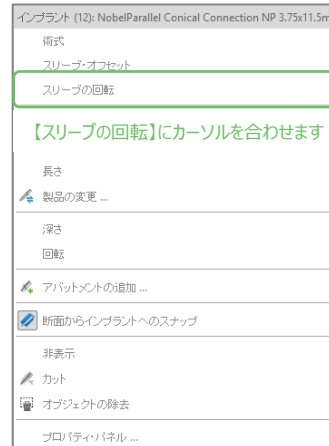 インプラント (12): NobelParallel Conical Connection NP 3.75x11.5m
術式
スリーブ・オフセット
スリーブの回転
【スリーブの回転】にカーソルを合わせます
長さ
製品の変更 ...
深さ
回転
アバットメントの追加 ...
断面からインプラントへのスナップ
非表示
カット
オブジェクトの除去
プロパティ・パネル ...